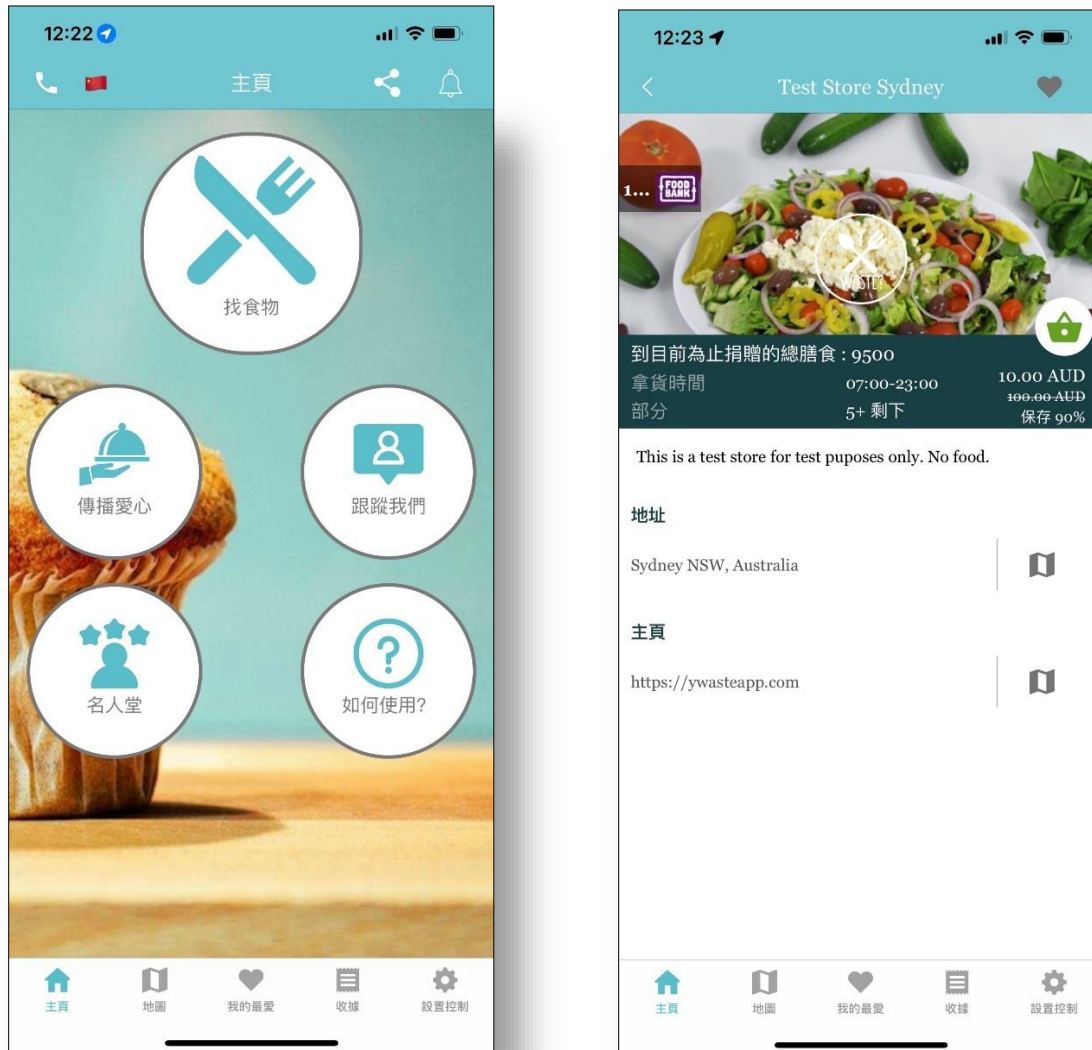 12:22
主頁
找食物
傳播愛心
跟蹤我們
名人堂
如何使用?
主頁
地圖
我的最愛
收據
設置控制
12:23
Test Store Sydney
1...
FOOD BANK
WASTE?
到目前為止捐贈的總膳食 : 9500
拿貨時間
07:00-23:00
10.00 AUD
100.00 AUD
部分
5+ 剩下
保存 90%
This is a test store for test puposes only. No food.
地址
Sydney NSW, Australia
主頁
https://ywasteapp.com
主頁
地圖
我的最愛
收據
設置控制